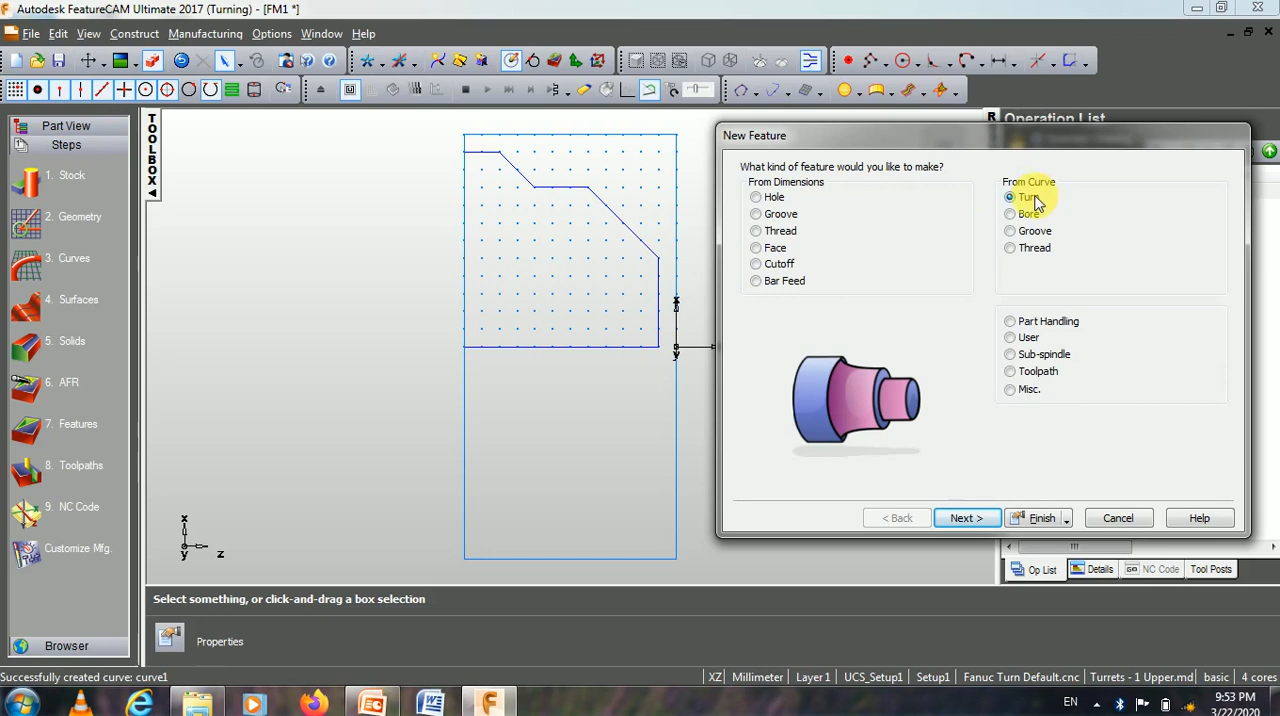 Autodesk FeatureCAM Ultimate 2017 (Turning) - [FM1 *]
File Edit View Construct Manufacturing Options Window Help
Part View
Steps
1. Stock
2. Geometry
3. Curves
4. Surfaces
5. Solids
6. AFR
7. Features
8. Toolpaths
9. NC Code
Customize Mfg.
Browser
TOOLBOX
x
y
x
y z
R
Operation List
New Feature
What kind of feature would you like to make?
From Dimensions
Hole
Groove
Thread
Face
Cutoff
Bar Feed
From Curve
Turn
Bore
Groove
Thread
Part Handling
User
Sub-spindle
Toolpath
Misc.
< Back Next > Finish Cancel Help
Op List Details NC Code Tool Posts
Select something, or click-and-drag a box selection
Properties
Successfully created curve: curve1
XZ Millimeter Layer1 UCS_Setup1 Setup1 Fanuc Turn Default.cnc Turrets - 1 Upper.md basic 4 cores
EN
9:53 PM
3/22/2020